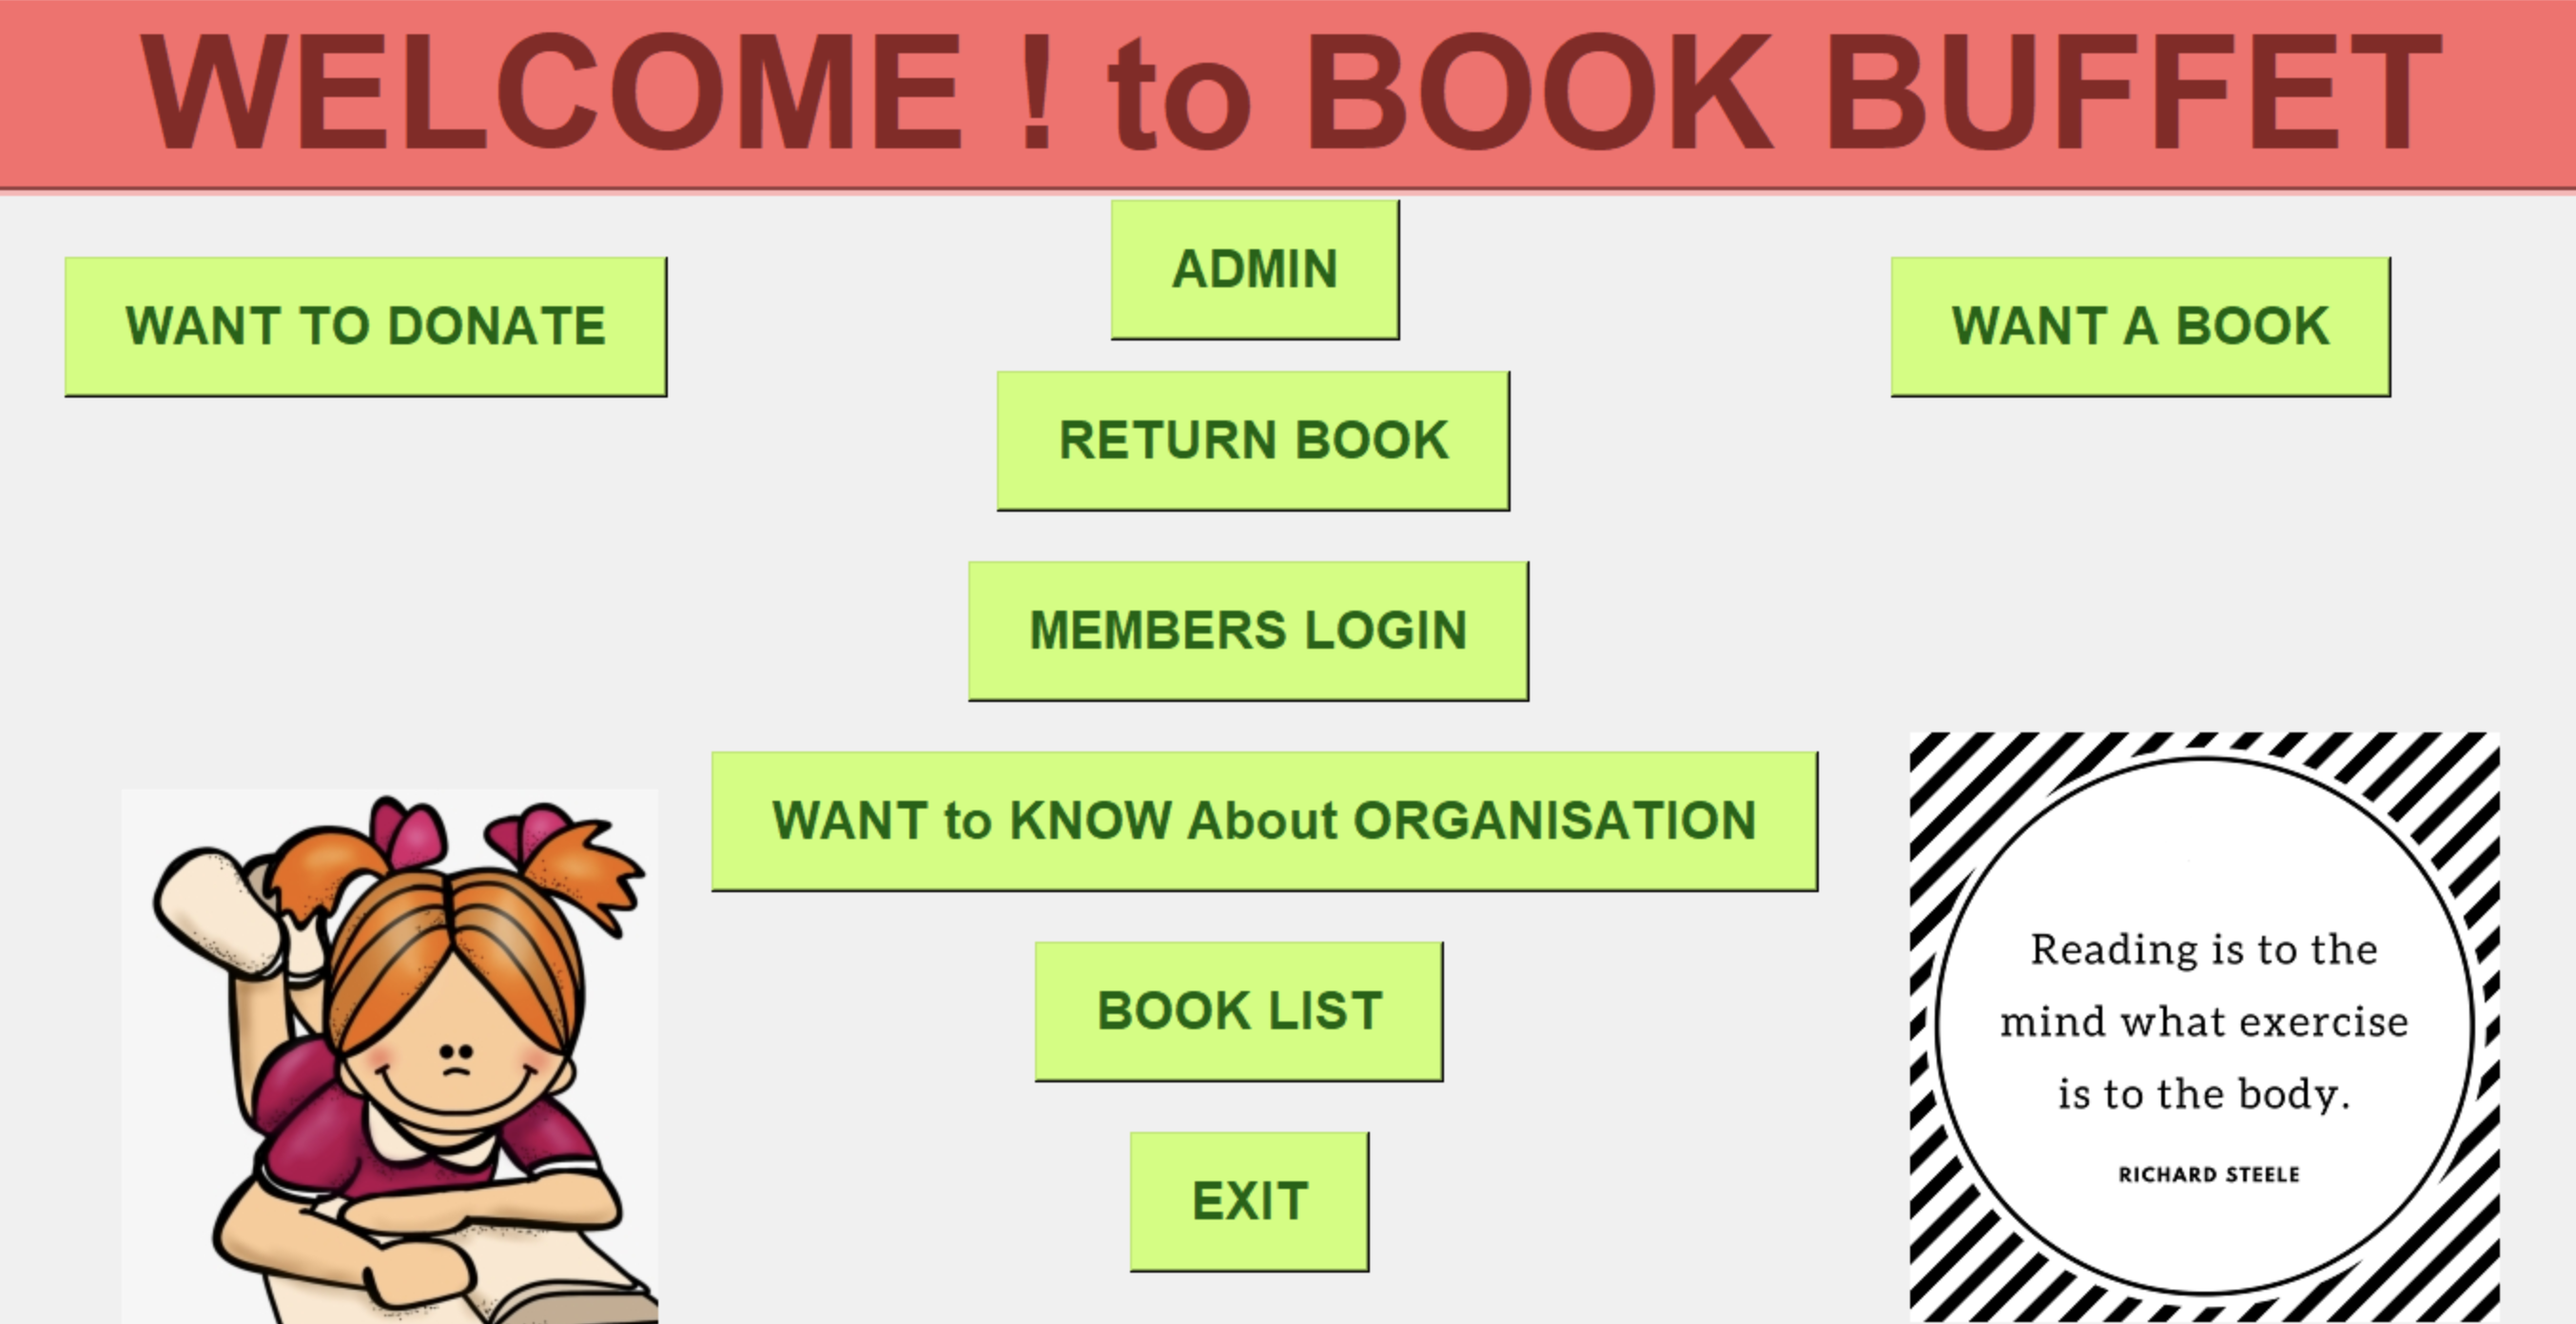 WELCOME ! to BOOK BUFFET
ADMIN
WANT TO DONATE
WANT A BOOK
RETURN BOOK
MEMBERS LOGIN
WANT to KNOW About ORGANISATION
BOOK LIST
EXIT
Reading is to the
mind what exercise
is to the body.
RICHARD STEELE